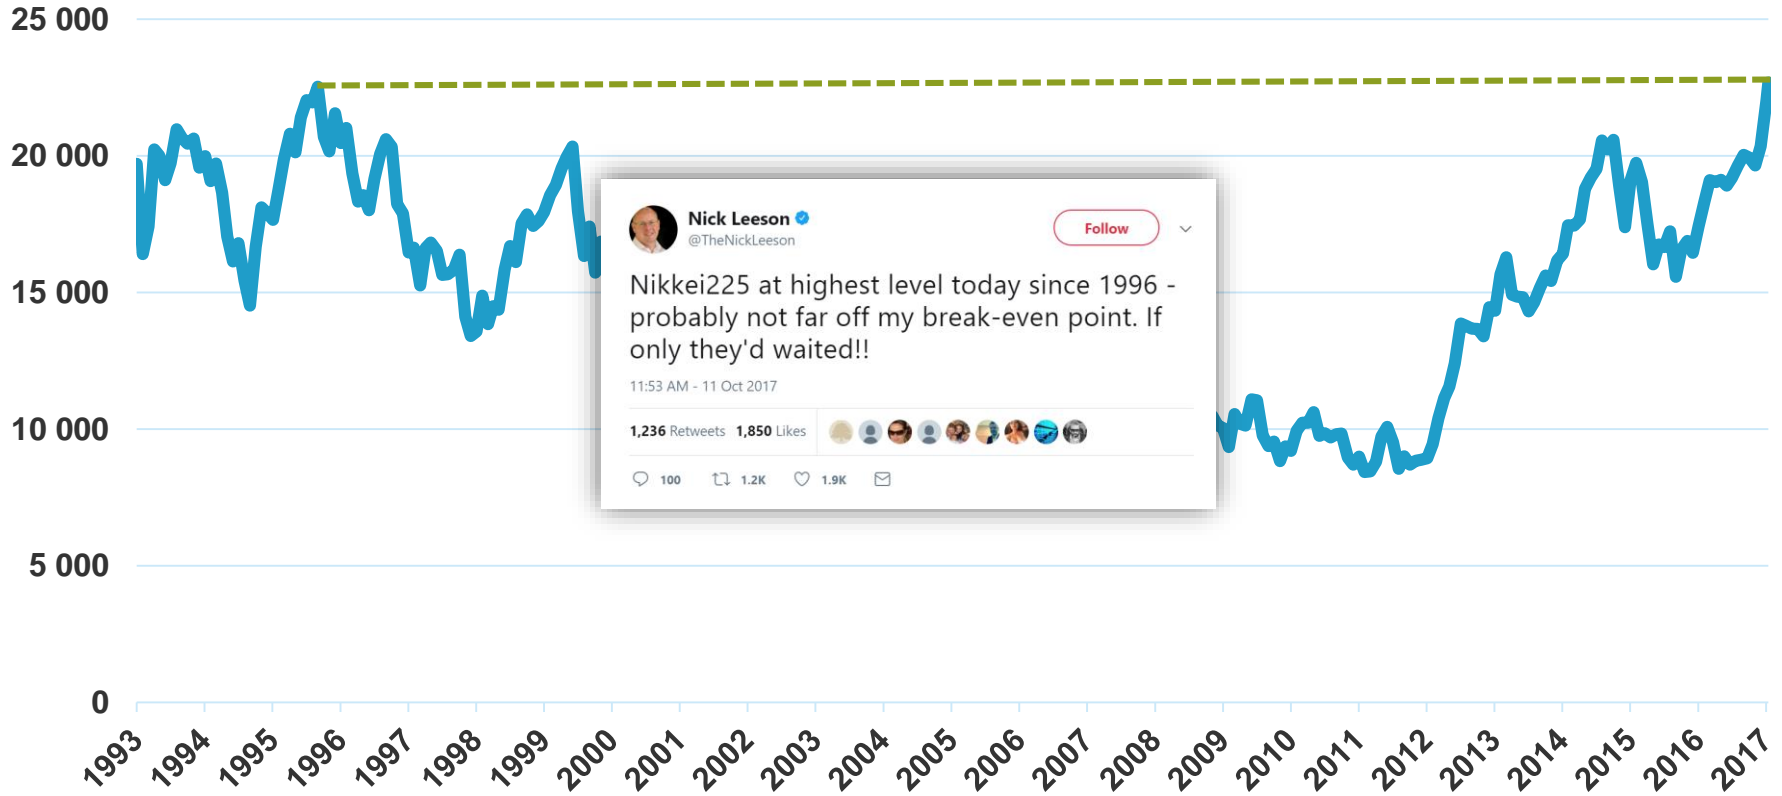 25 000
20 000
15 000
10 000
5 000
0
Nick Leeson
@TheNickLeeson
Follow
Nikkei225 at highest level today since 1996 -
probably not far off my break-even point. If
only they'd waited!!
11:53 AM - 11 Oct 2017
1,236 Retweets 1,850 Likes
100 1.2K 1.9K
1993 1994 1995 1996 1997 1998 1999 2000 2001 2002 2003 2004 2005 2006 2007 2008 2009 2010 2011 2012 2013 2014 2015 2016 2017